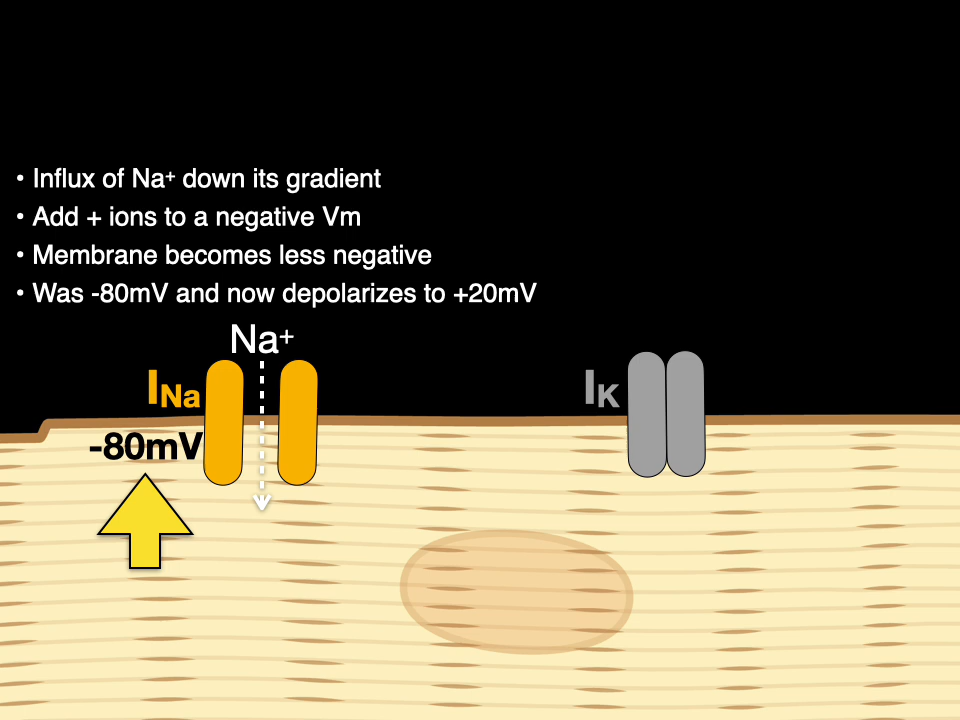 • Influx of Na⁺ down its gradient
• Add + ions to a negative Vm
• Membrane becomes less negative
• Was -80mV and now depolarizes to +20mV
Na⁺
INa
IK
-80mV